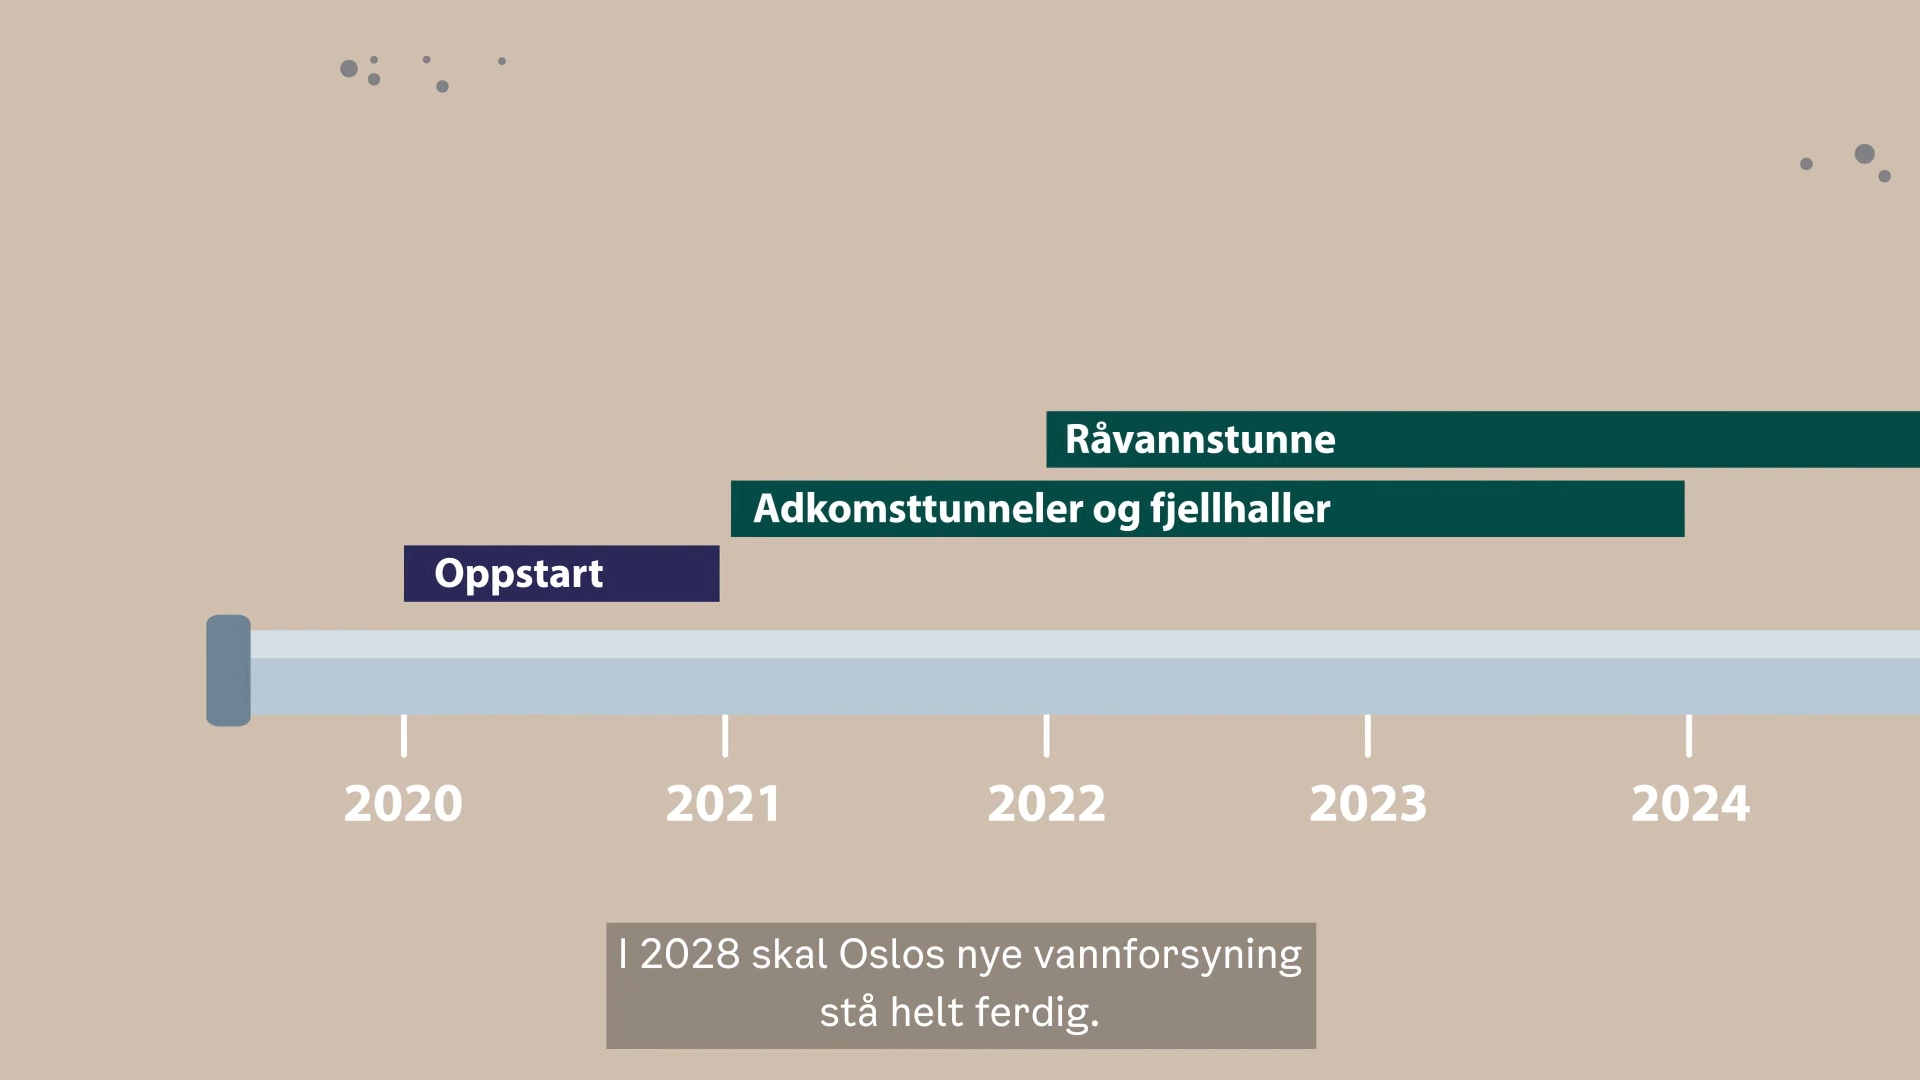 Råvannstunne
Adkomsttunneler og fjellhaller
Oppstart
2020 2021 2022 2023 2024
I 2028 skal Oslos nye vannforsyning
stå helt ferdig.